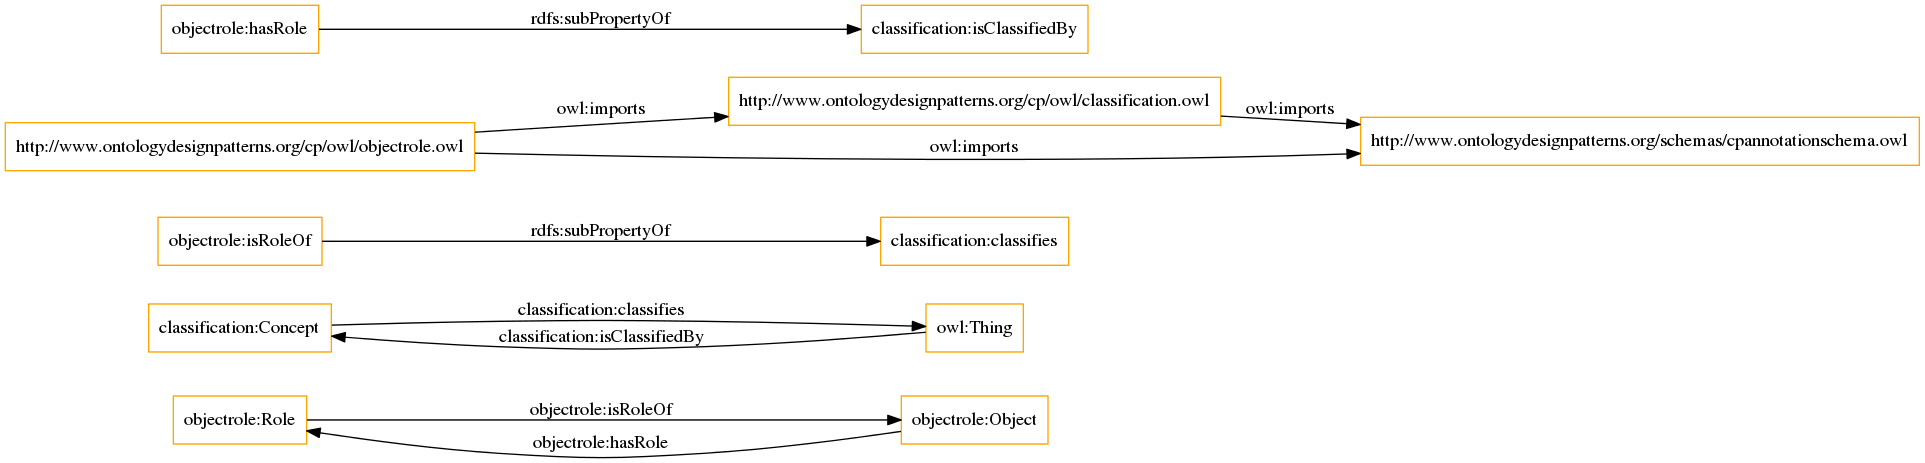 objectrole:hasRole
rdfs:subPropertyOf
classification:isClassifiedBy
http://www.ontologydesignpatterns.org/cp/owl/objectrole.owl
owl:imports
http://www.ontologydesignpatterns.org/cp/owl/classification.owl
owl:imports
owl:imports
http://www.ontologydesignpatterns.org/schemas/cpannotationschema.owl
objectrole:isRoleOf
rdfs:subPropertyOf
classification:classifies
classification:Concept
classification:classifies
classification:isClassifiedBy
owl:Thing
objectrole:Role
objectrole:isRoleOf
objectrole:hasRole
objectrole:Object